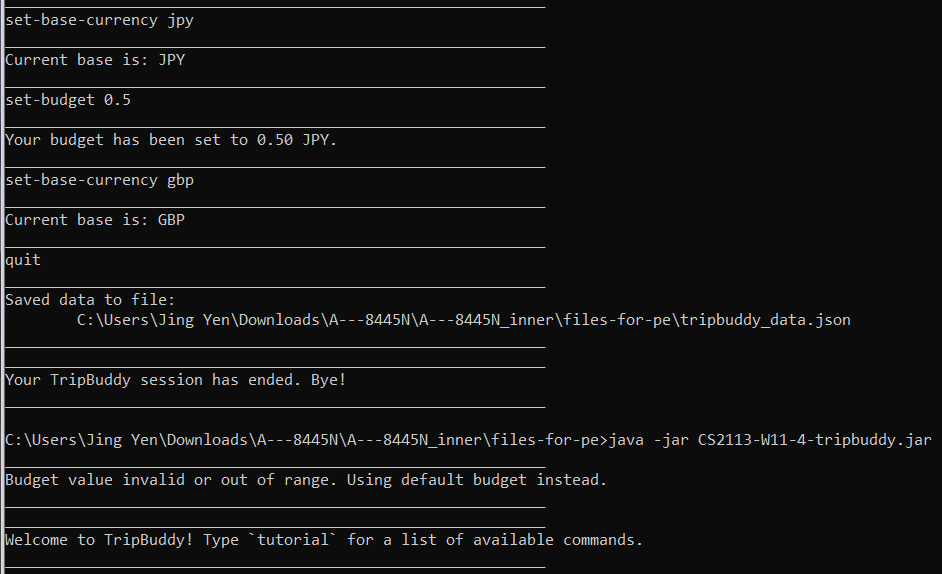 set-base-currency jpy
Current base is: JPY
set-budget 0.5
Your budget has been set to 0.50 JPY.
set-base-currency gbp
Current base is: GBP
quit
Saved data to file:
C:\Users\Jing Yen\Downloads\A---8445N\A---8445N_inner\files-for-pe\tripbuddy_data.json
Your TripBuddy session has ended. Bye!
C:\Users\Jing Yen\Downloads\A---8445N\A---8445N_inner\files-for-pe>java -jar CS2113-W11-4-tripbuddy.jar
Budget value invalid or out of range. Using default budget instead.
Welcome to TripBuddy! Type `tutorial` for a list of available commands.